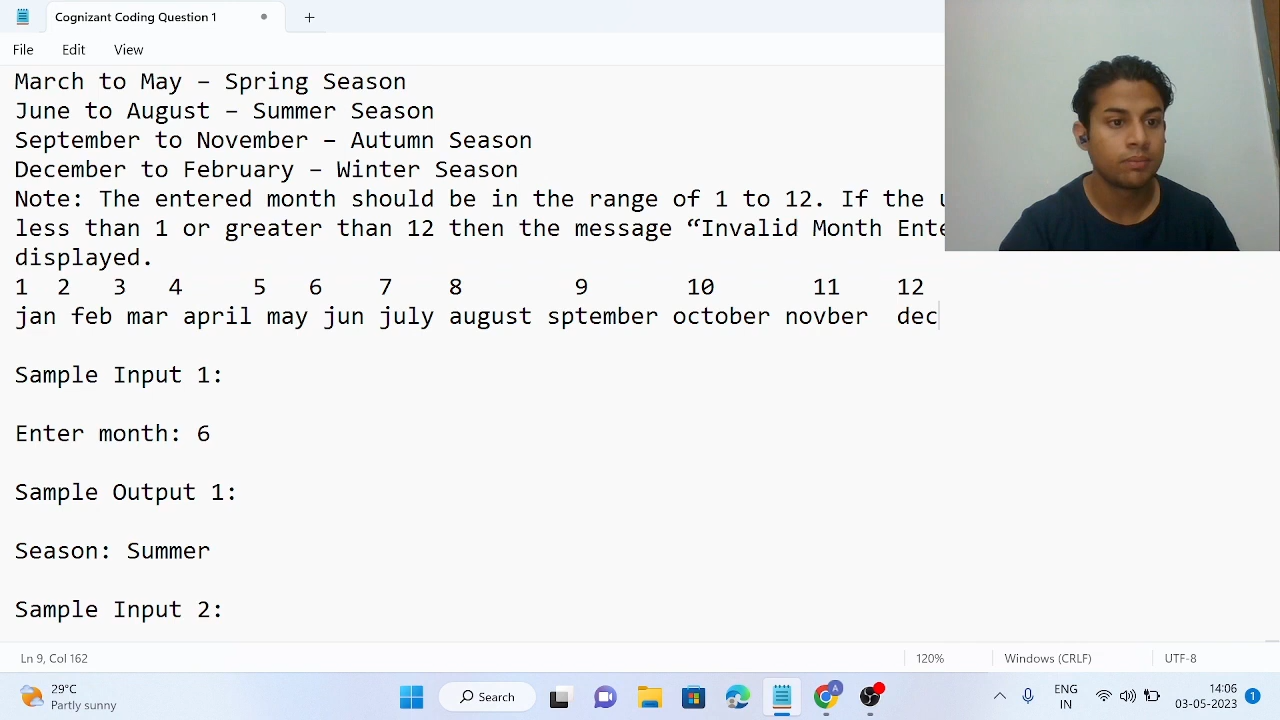 Cognizant Coding Question 1
File Edit View
March to May – Spring Season
June to August – Summer Season
September to November – Autumn Season
December to February – Winter Season
Note: The entered month should be in the range of 1 to 12. If the
less than 1 or greater than 12 then the message “Invalid Month
displayed.
1 2 3 4 5 6 7 8 9 10 11 12
jan feb mar april may jun july august sptember october novber dec
Sample Input 1:
Enter month: 6
Sample Output 1:
Season: Summer
Sample Input 2:
Ln 9, Col 162 120% Windows (CRLF) UTF-8
29°C
Partly sunny
Search
A
ENG
IN
14:06
03-05-2023
1